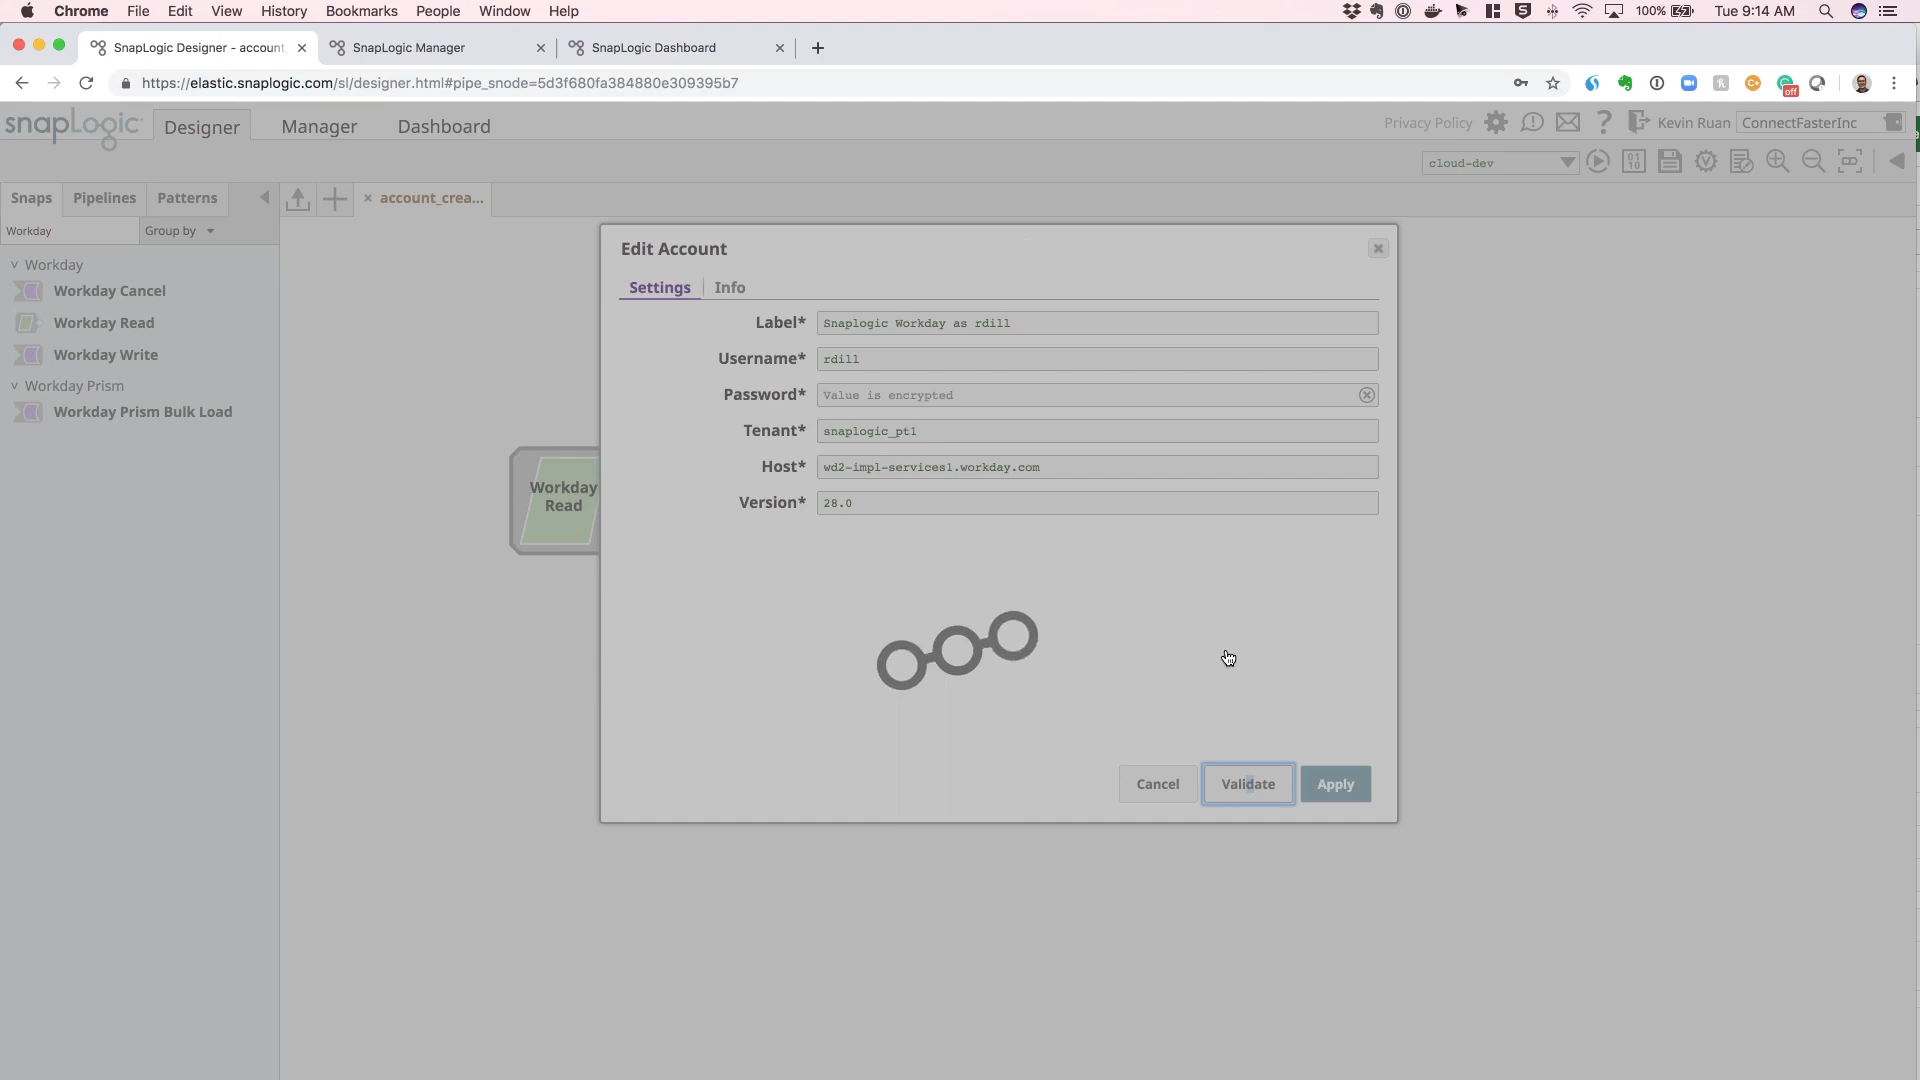 Chrome File Edit View History Bookmarks People Window Help 100% Tue 9:14 AM
SnapLogic Designer - account SnapLogic Manager SnapLogic Dashboard
https://elastic.snaplogic.com/sl/designer.html#pipe_snode=5d3f680fa384880e309395b7
off
snapLogic Designer Manager Dashboard Privacy Policy Kevin Ruan ConnectFasterInc
cloud-dev
Snaps Pipelines Patterns account_crea...
Workday Group by
Workday
Workday Cancel
Workday Read
Workday Write
Workday Prism
Workday Prism Bulk Load
Workday
Read
Edit Account
Settings Info
Label* Snaplogic Workday as rdill
Username* rdill
Password* Value is encrypted
Tenant* snaplogic_pt1
Host* wd2-impl-services1.workday.com
Version* 28.0
Cancel Validate Apply